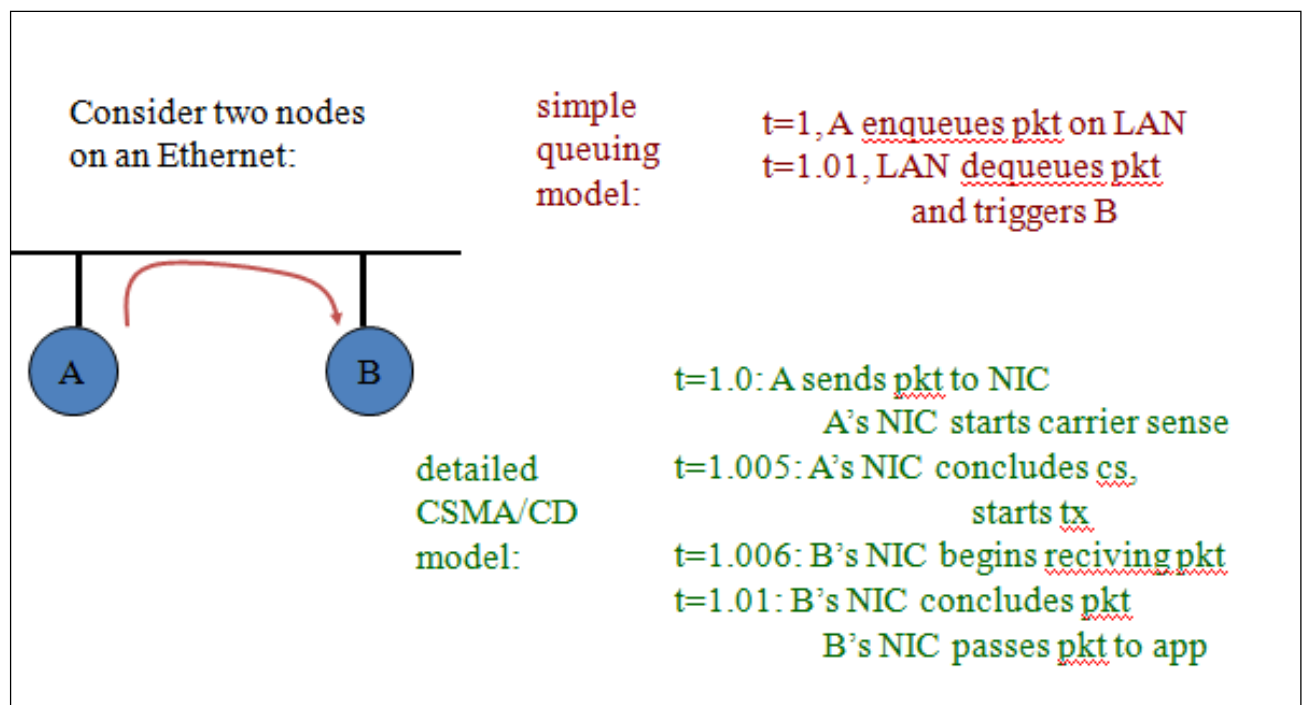 Consider two nodes
on an Ethernet:
simple
queuing
model:
t=1, A enqueues pkt on LAN
t=1.01, LAN dequeues pkt
and triggers B
A
B
detailed
CSMA/CD
model:
t=1.0: A sends pkt to NIC
A's NIC starts carrier sense
t=1.005: A's NIC concludes cs,
starts tx
t=1.006: B's NIC begins reciving pkt
t=1.01: B's NIC concludes pkt
B's NIC passes pkt to app